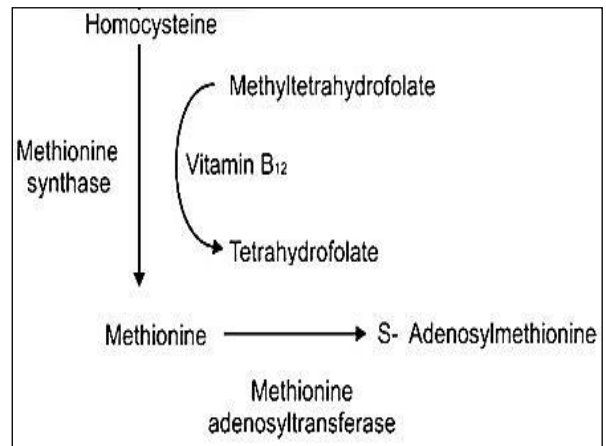 Homocysteine
Methyltetrahydrofolate
Methionine
synthase
Vitamin B₁₂
Tetrahydrofolate
Methionine
S- Adenosylmethionine
Methionine
adenosyltransferase